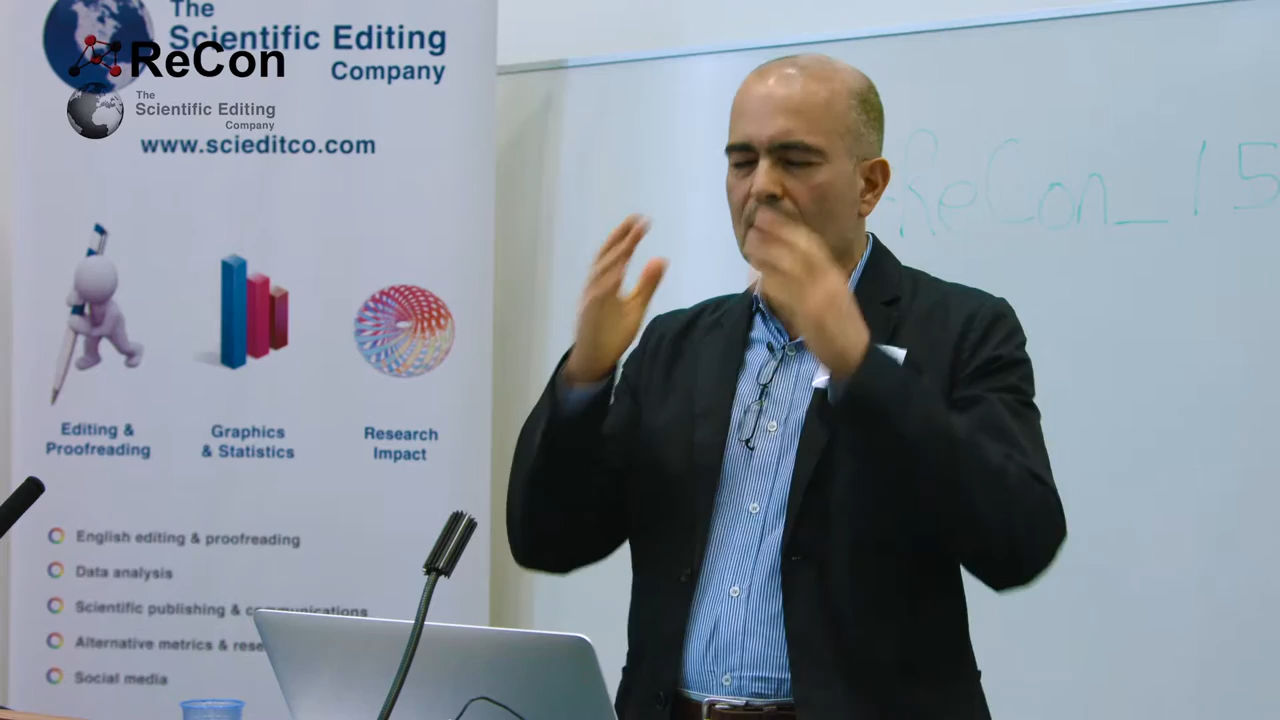 The
Scientific Editing
Company
ReCon
The
Scientific Editing
Company
www.scieditco.com
ReCon_15
Editing &
Proofreading
Graphics
& Statistics
Research
Impact
English editing & proofreading
Data analysis
Scientific publishing & communications
Alternative metrics &
Social media